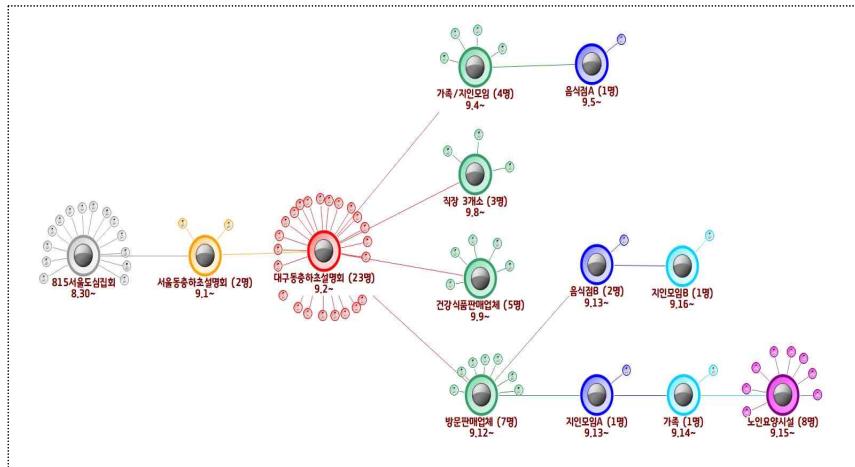 가족/지인모임 (4명)
9.4~
음식점A (1명)
9.5~
직장 3개소 (3명)
9.8~
815서울도심집회
8.30~
서울동충하초설명회 (2명)
9.1~
대구동충하초설명회 (23명)
9.2~
건강식품판매업체 (5명)
9.9~
음식점B (2명)
9.13~
지인모임B (1명)
9.16~
방문판매업체 (7명)
9.12~
지인모임A (1명)
9.13~
가족 (1명)
9.14~
노인요양시설 (8명)
9.15~